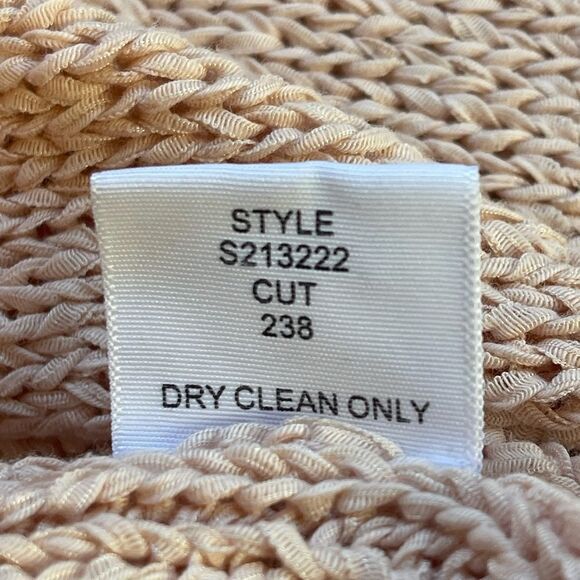 STYLE
S213222
CUT
238
DRY CLEAN ONLY